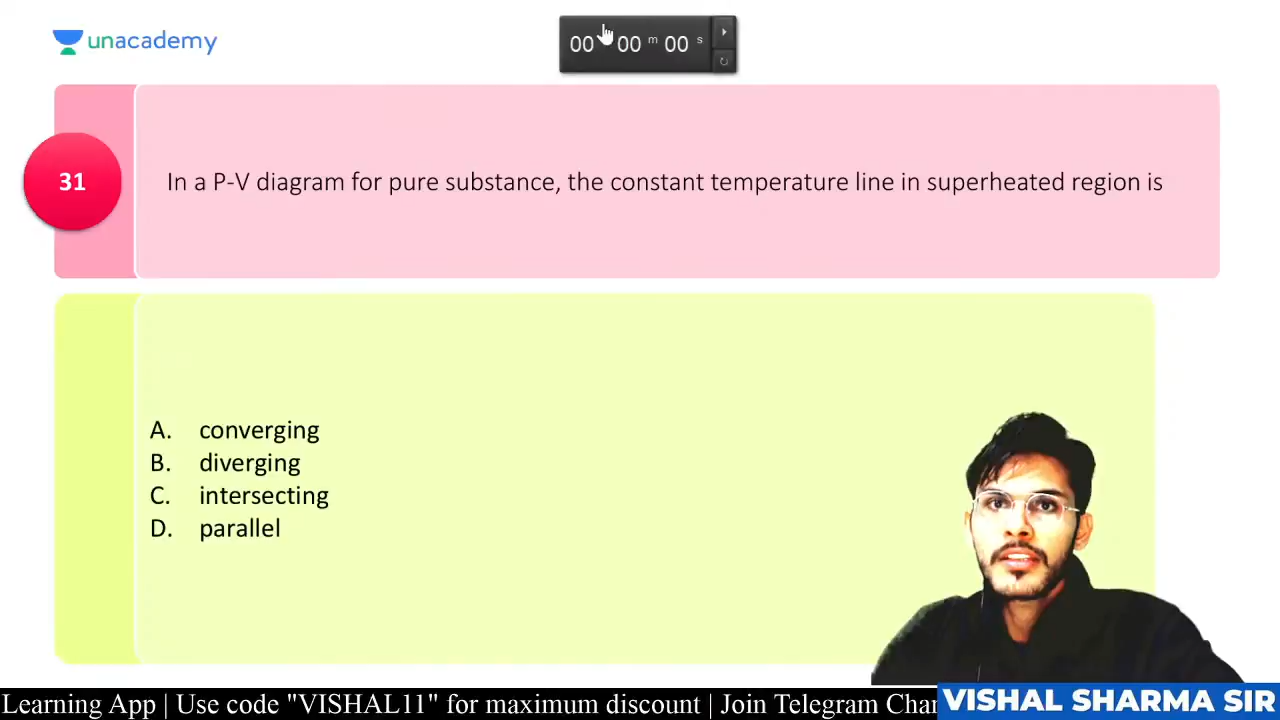 unacademy
00 00 m 00 s
31
In a P-V diagram for pure substance, the constant temperature line in superheated region is
A. converging
B. diverging
C. intersecting
D. parallel
Learning App | Use code "VISHAL11" for maximum discount | Join Telegram Char
VISHAL SHARMA SIR